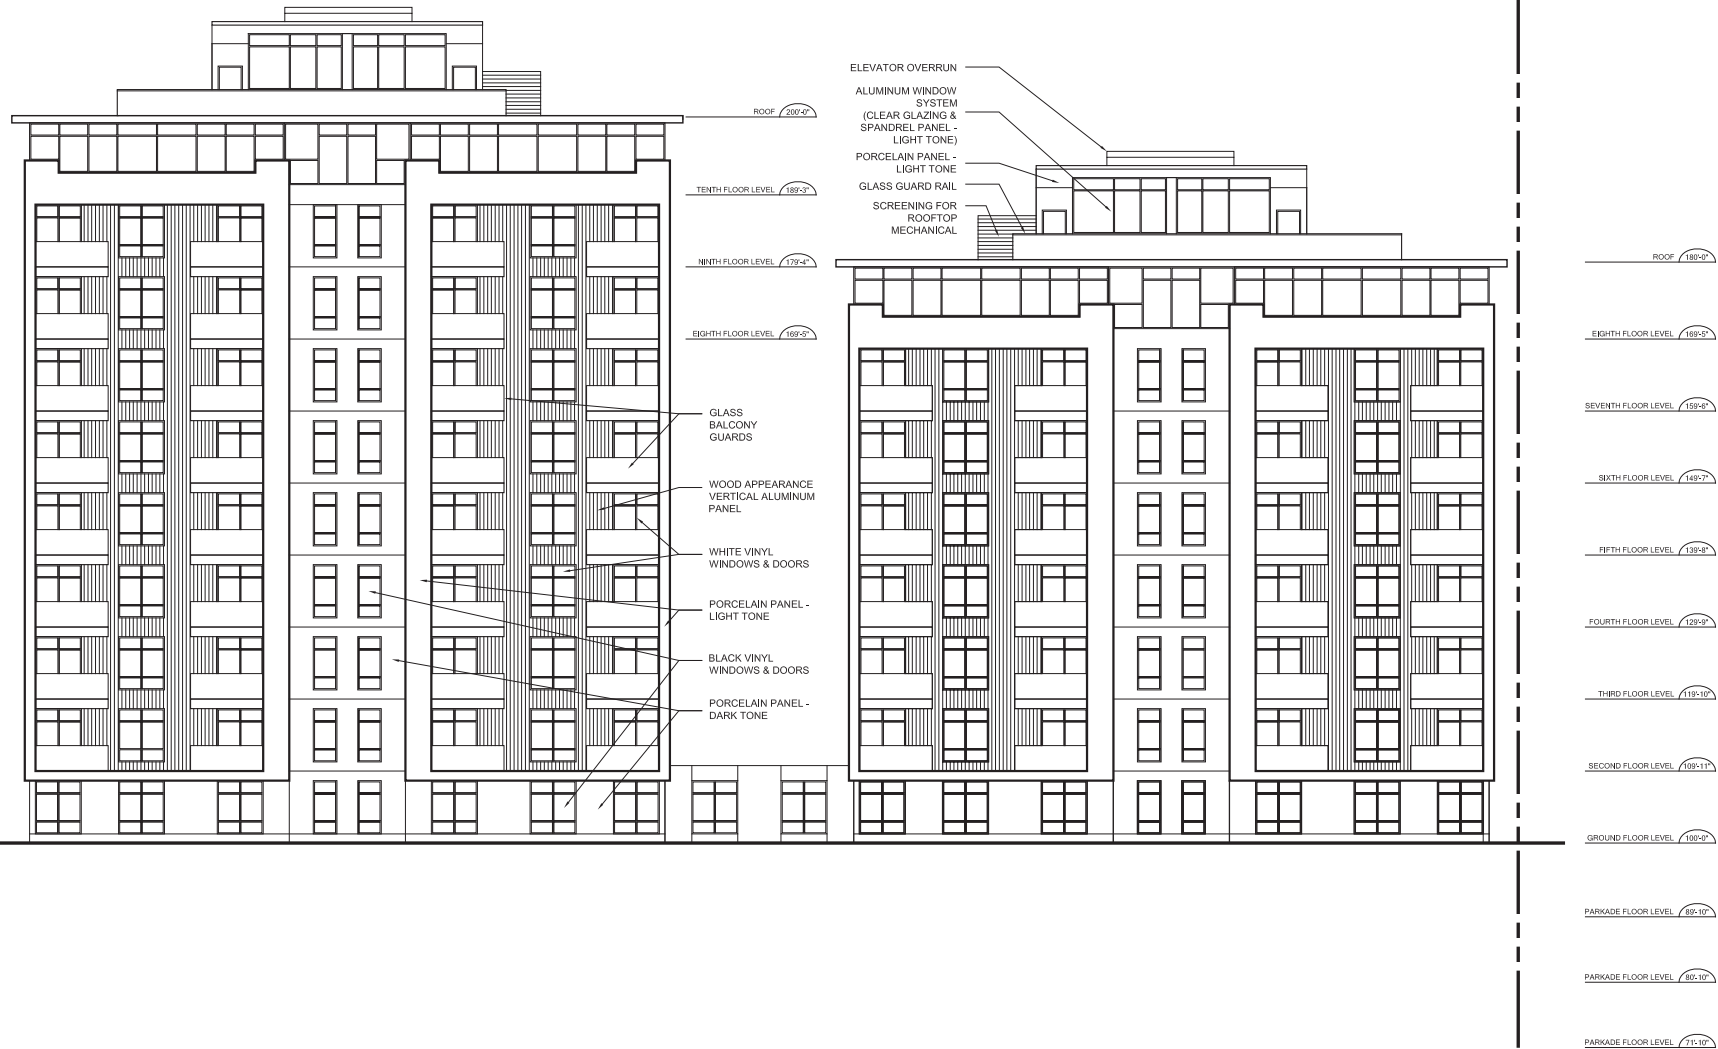 ELEVATOR OVERRUN
ALUMINUM WINDOW
SYSTEM
(CLEAR GLAZING &
SPANDREL PANEL -
LIGHT TONE)
PORCELAIN PANEL -
LIGHT TONE
GLASS GUARD RAIL
SCREENING FOR
ROOFTOP
MECHANICAL
ROOF 200'-0"
TENTH FLOOR LEVEL 189'-3"
NINTH FLOOR LEVEL 179'-4"
EIGHTH FLOOR LEVEL 169'-5"
GLASS
BALCONY
GUARDS
WOOD APPEARANCE
VERTICAL ALUMINUM
PANEL
WHITE VINYL
WINDOWS & DOORS
PORCELAIN PANEL -
LIGHT TONE
BLACK VINYL
WINDOWS & DOORS
PORCELAIN PANEL -
DARK TONE
ROOF 180'-0"
EIGHTH FLOOR LEVEL 169'-5"
SEVENTH FLOOR LEVEL 159'-6"
SIXTH FLOOR LEVEL 149'-7"
FIFTH FLOOR LEVEL 139'-8"
FOURTH FLOOR LEVEL 129'-9"
THIRD FLOOR LEVEL 119'-10"
SECOND FLOOR LEVEL 109'-11"
GROUND FLOOR LEVEL 100'-0"
PARKADE FLOOR LEVEL 89'-10"
PARKADE FLOOR LEVEL 80'-10"
PARKADE FLOOR LEVEL 71'-10"